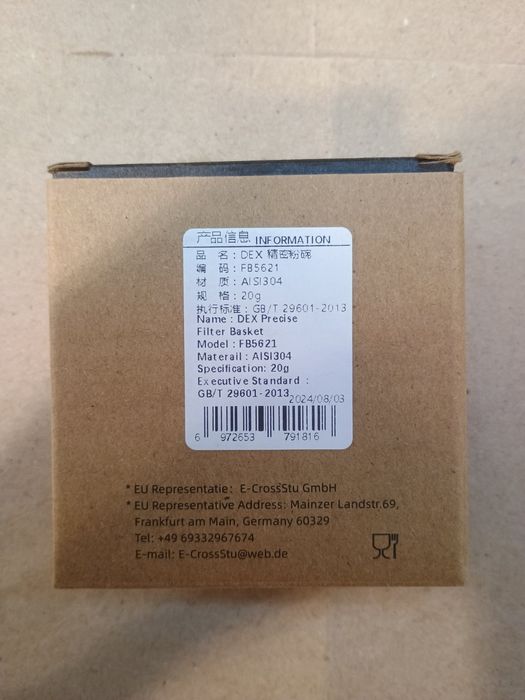 产品信息 INFORMATION
品 名：DEX 精密粉碗
编 码：FB5621
材 质：AISI304
规 格：20g
执行标准：GB/T 29601-2013
Name : DEX Precise
Filter Basket
Model : FB5621
Materail : AISI304
Specification: 20g
Executive Standard :
GB/T 29601-2013
2024/08/03
6 972653 791816
* EU Representatie: E-CrossStu GmbH
* EU Representative Address: Mainzer Landstr.69,
Frankfurt am Main, Germany 60329
Tel: +49 69332967674
E-mail: E-CrossStu@web.de